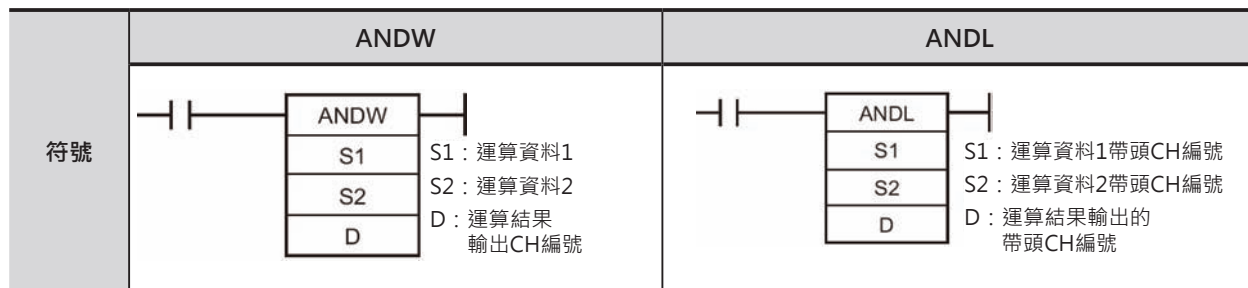 ANDW
ANDL
符號
ANDW
S1
S2
D
S1：運算資料1
S2：運算資料2
D：運算結果
輸出CH編號
ANDL
S1
S2
D
S1：運算資料1帶頭CH編號
S2：運算資料2帶頭CH編號
D：運算結果輸出的
帶頭CH編號